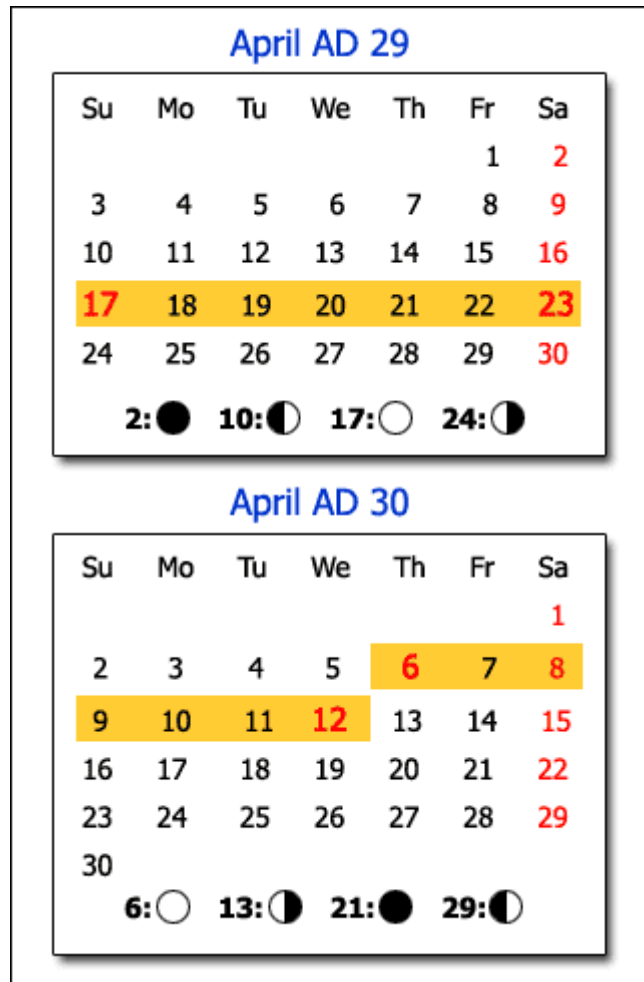 April AD 29
Su Mo Tu We Th Fr Sa
1 2
3 4 5 6 7 8 9
10 11 12 13 14 15 16
17 18 19 20 21 22 23
24 25 26 27 28 29 30
2: 10: 17: 24:
April AD 30
Su Mo Tu We Th Fr Sa
1
2 3 4 5 6 7 8
9 10 11 12 13 14 15
16 17 18 19 20 21 22
23 24 25 26 27 28 29
30
6: 13: 21: 29: